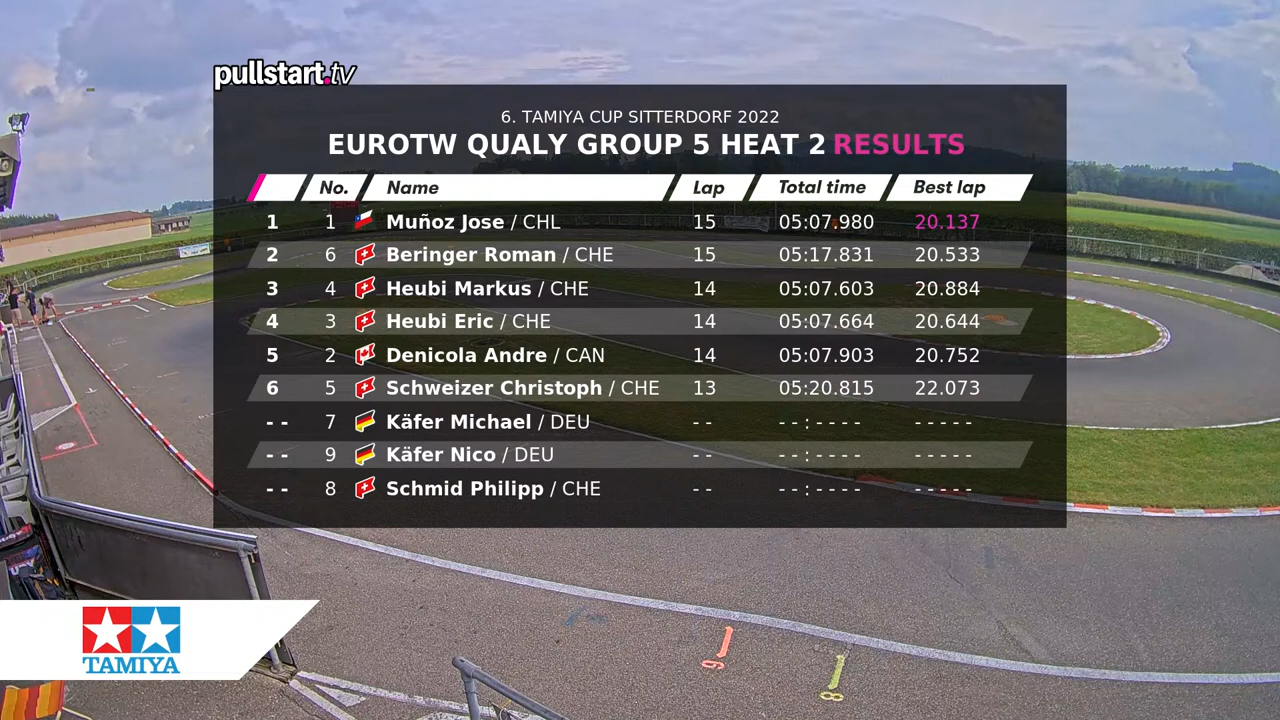 pullstart.tv
6. TAMIYA CUP SITTERDORF 2022
EUROTW QUALY GROUP 5 HEAT 2 RESULTS
No. Name Lap Total time Best lap
1 1 Muñoz Jose / CHL 15 05:07.980 20.137
2 6 Beringer Roman / CHE 15 05:17.831 20.533
3 4 Heubi Markus / CHE 14 05:07.603 20.884
4 3 Heubi Eric / CHE 14 05:07.664 20.644
5 2 Denicola Andre / CAN 14 05:07.903 20.752
6 5 Schweizer Christoph / CHE 13 05:20.815 22.073
-- 7 Käfer Michael / DEU -- --:---- -----
-- 9 Käfer Nico / DEU -- --:---- -----
-- 8 Schmid Philipp / CHE -- --:---- -----
TAMIYA
9
8